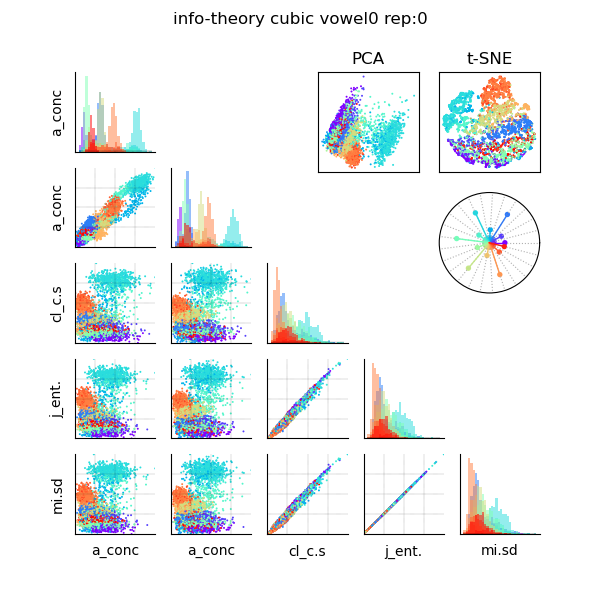 info-theory cubic vowel0 rep:0
PCA
t-SNE
a_conc
a_conc
cl_c.s
j_ent.
mi.sd
a_conc
a_conc
cl_c.s
j_ent.
mi.sd